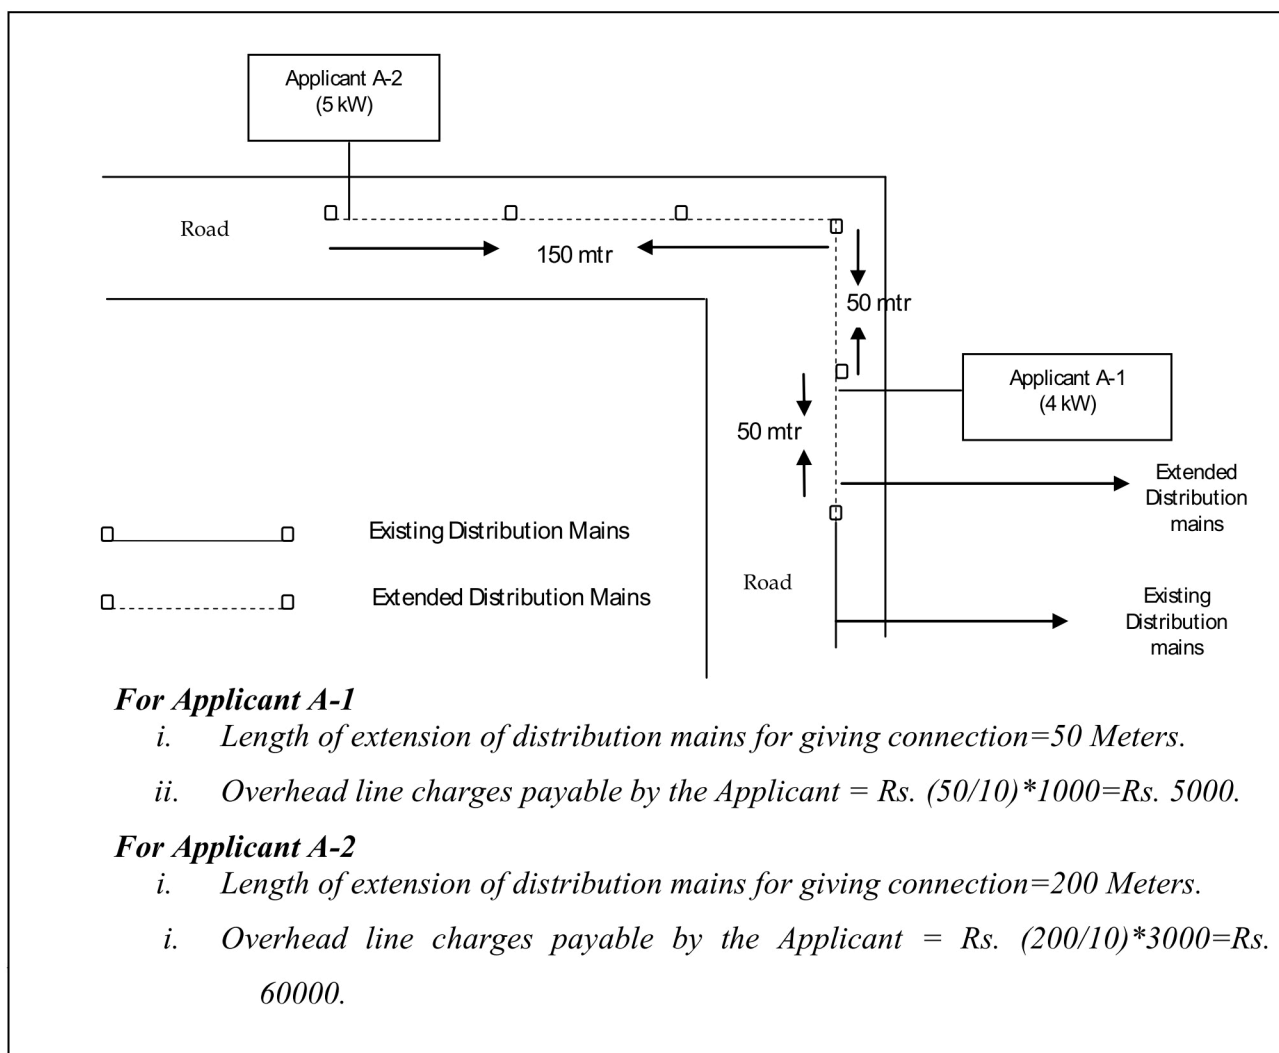 Applicant A-2
(5 kW)
Road
150 mtr
50 mtr
Applicant A-1
(4 kW)
50 mtr
Extended
Distribution
mains
Existing Distribution Mains
Road
Extended Distribution Mains
Existing
Distribution
mains
For Applicant A-1
i. Length of extension of distribution mains for giving connection=50 Meters.
ii. Overhead line charges payable by the Applicant = Rs. (50/10)*1000=Rs. 5000.
For Applicant A-2
i. Length of extension of distribution mains for giving connection=200 Meters.
i. Overhead line charges payable by the Applicant = Rs. (200/10)*3000=Rs.
60000.